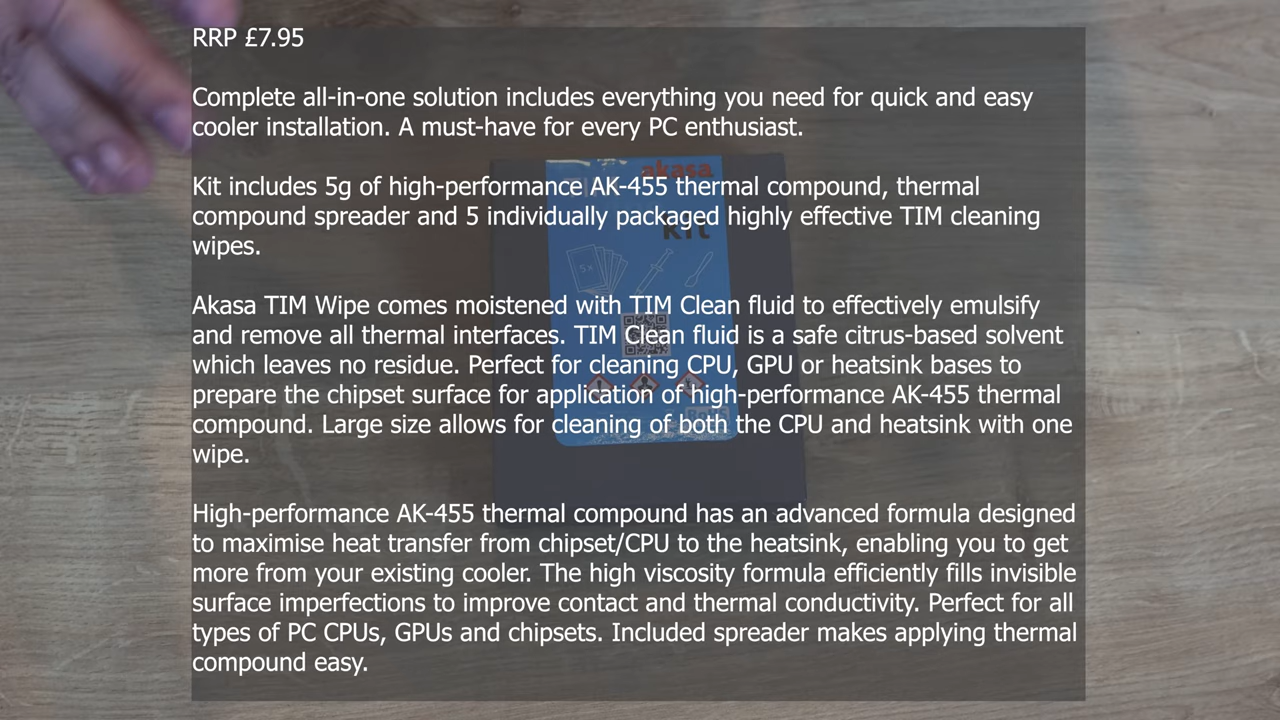 RRP £7.95
Complete all-in-one solution includes everything you need for quick and easy
cooler installation. A must-have for every PC enthusiast.
Kit includes 5g of high-performance AK-455 thermal compound, thermal
compound spreader and 5 individually packaged highly effective TIM cleaning
wipes.
Akasa TIM Wipe comes moistened with TIM Clean fluid to effectively emulsify
and remove all thermal interfaces. TIM Clean fluid is a safe citrus-based solvent
which leaves no residue. Perfect for cleaning CPU, GPU or heatsink bases to
prepare the chipset surface for application of high-performance AK-455 thermal
compound. Large size allows for cleaning of both the CPU and heatsink with one
wipe.
High-performance AK-455 thermal compound has an advanced formula designed
to maximise heat transfer from chipset/CPU to the heatsink, enabling you to get
more from your existing cooler. The high viscosity formula efficiently fills invisible
surface imperfections to improve contact and thermal conductivity. Perfect for all
types of PC CPUs, GPUs and chipsets. Included spreader makes applying thermal
compound easy.
akasa
Kit
5x